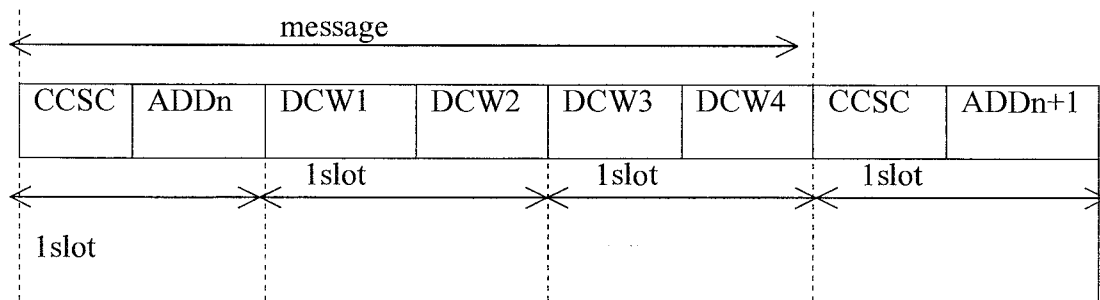 message
CCSC ADDn DCW1 DCW2 DCW3 DCW4 CCSC ADDn+1
1slot 1slot 1slot
1slot